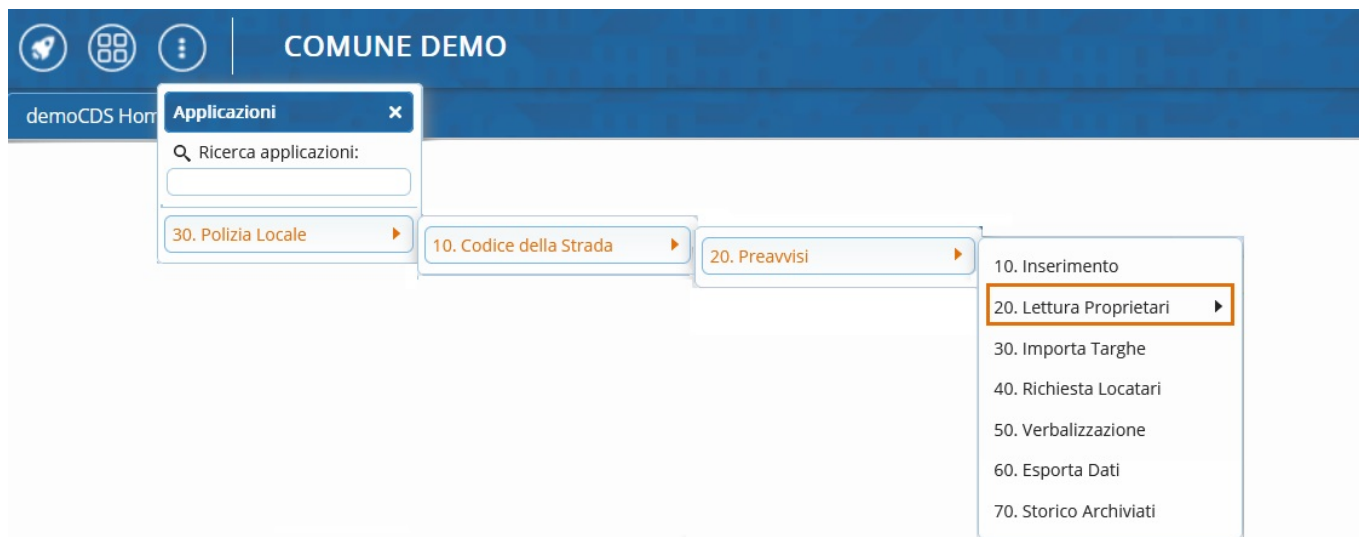 COMUNE DEMO
demoCDS Hom
Applicazioni
Ricerca applicazioni:
30. Polizia Locale
10. Codice della Strada
20. Preavvisi
10. Inserimento
20. Lettura Proprietari
30. Importa Targhe
40. Richiesta Locatari
50. Verbalizzazione
60. Esporta Dati
70. Storico Archiviati